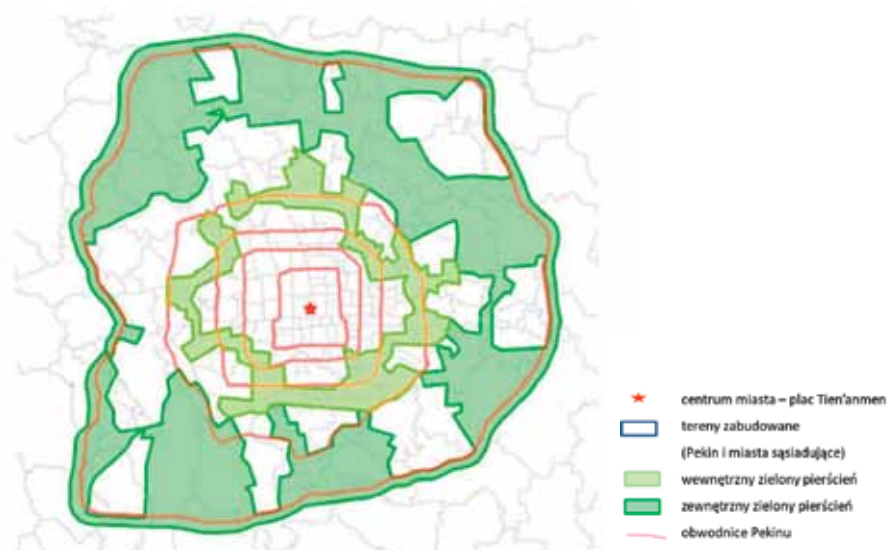 centrum miasta – plac Tien'anmen
tereny zabudowane
(Pekin i miasta sąsiadujące)
wewnętrzny zielony pierścień
zewnętrzny zielony pierścień
obwodnice Pekinu